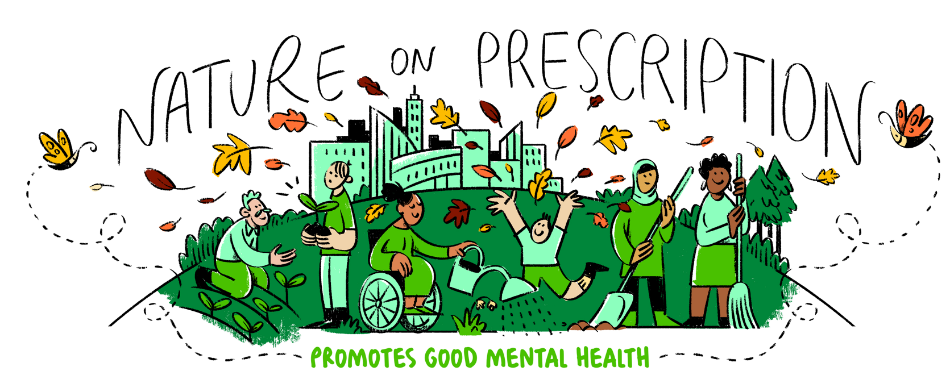 NATURE ON PRESCRIPTION
PROMOTES GOOD MENTAL HEALTH